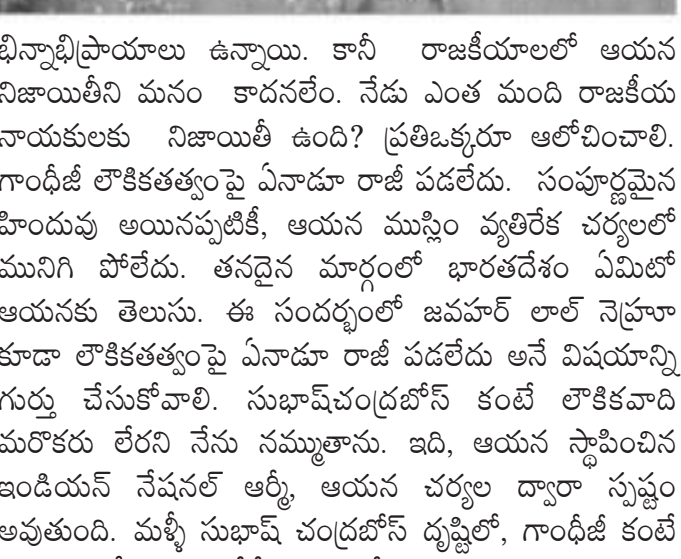 భిన్నాభిప్రాయాలు ఉన్నాయి. కానీ రాజకీయాలలో ఆయన
నిజాయితీని మనం కాదనలేం. నేడు ఎంత మంది రాజకీయ
నాయకులకు నిజాయితీ ఉంది? ప్రతిఒక్కరూ ఆలోచించాలి.
గాంధీజీ లౌకికతత్వంపై ఏనాడూ రాజీ పడలేదు. సంపూర్ణమైన
హిందువు అయినప్పటికీ, ఆయన ముస్లిం వ్యతిరేక చర్యలలో
మునిగి పోలేదు. తనదైన మార్గంలో భారతదేశం ఏమిటో
ఆయనకు తెలుసు. ఈ సందర్భంలో జవహర్ లాల్ నెహ్రూ
కూడా లౌకికతత్వంపై ఏనాడూ రాజీ పడలేదు అనే విషయాన్ని
గుర్తు చేసుకోవాలి. సుభాష్‌చంద్రబోస్ కంటే లౌకికవాది
మరొకరు లేరని నేను నమ్ముతాను. ఇది, ఆయన స్థాపించిన
ఇండియన్ నేషనల్ ఆర్మీ, ఆయన చర్యల ద్వారా స్పష్టం
అవుతుంది. మళ్ళీ సుభాష్ చంద్రబోస్ దృష్టిలో, గాంధీజీ కంటే